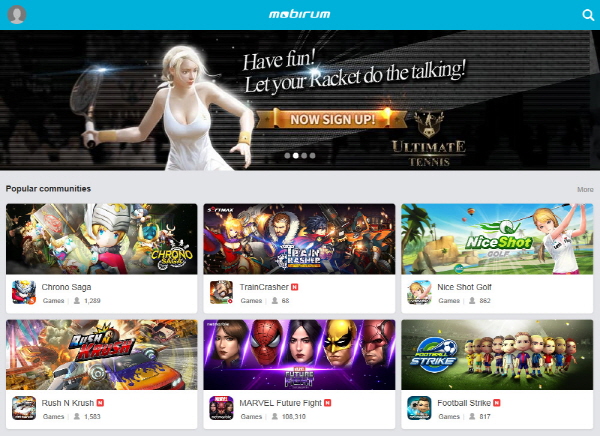 mobirum
Have fun!
Let your Racket do the talking!
NOW SIGN UP!
ULTIMATE
TENNIS
Popular communities
More
CHRONO
SAGA
SOFTMAX
TRAIN
CRASHER
NiceShot
GOLF
Chrono Saga
Games 1,289
TrainCrasher N
Games 68
Nice Shot Golf
Games 862
RUSH N
KRUSH
netmarble
FUTURE
FIGHT
FOOTBALL
STRIKE
Rush N Krush N
Games 1,583
MARVEL Future Fight N
Games 108,310
Football Strike N
Games 817